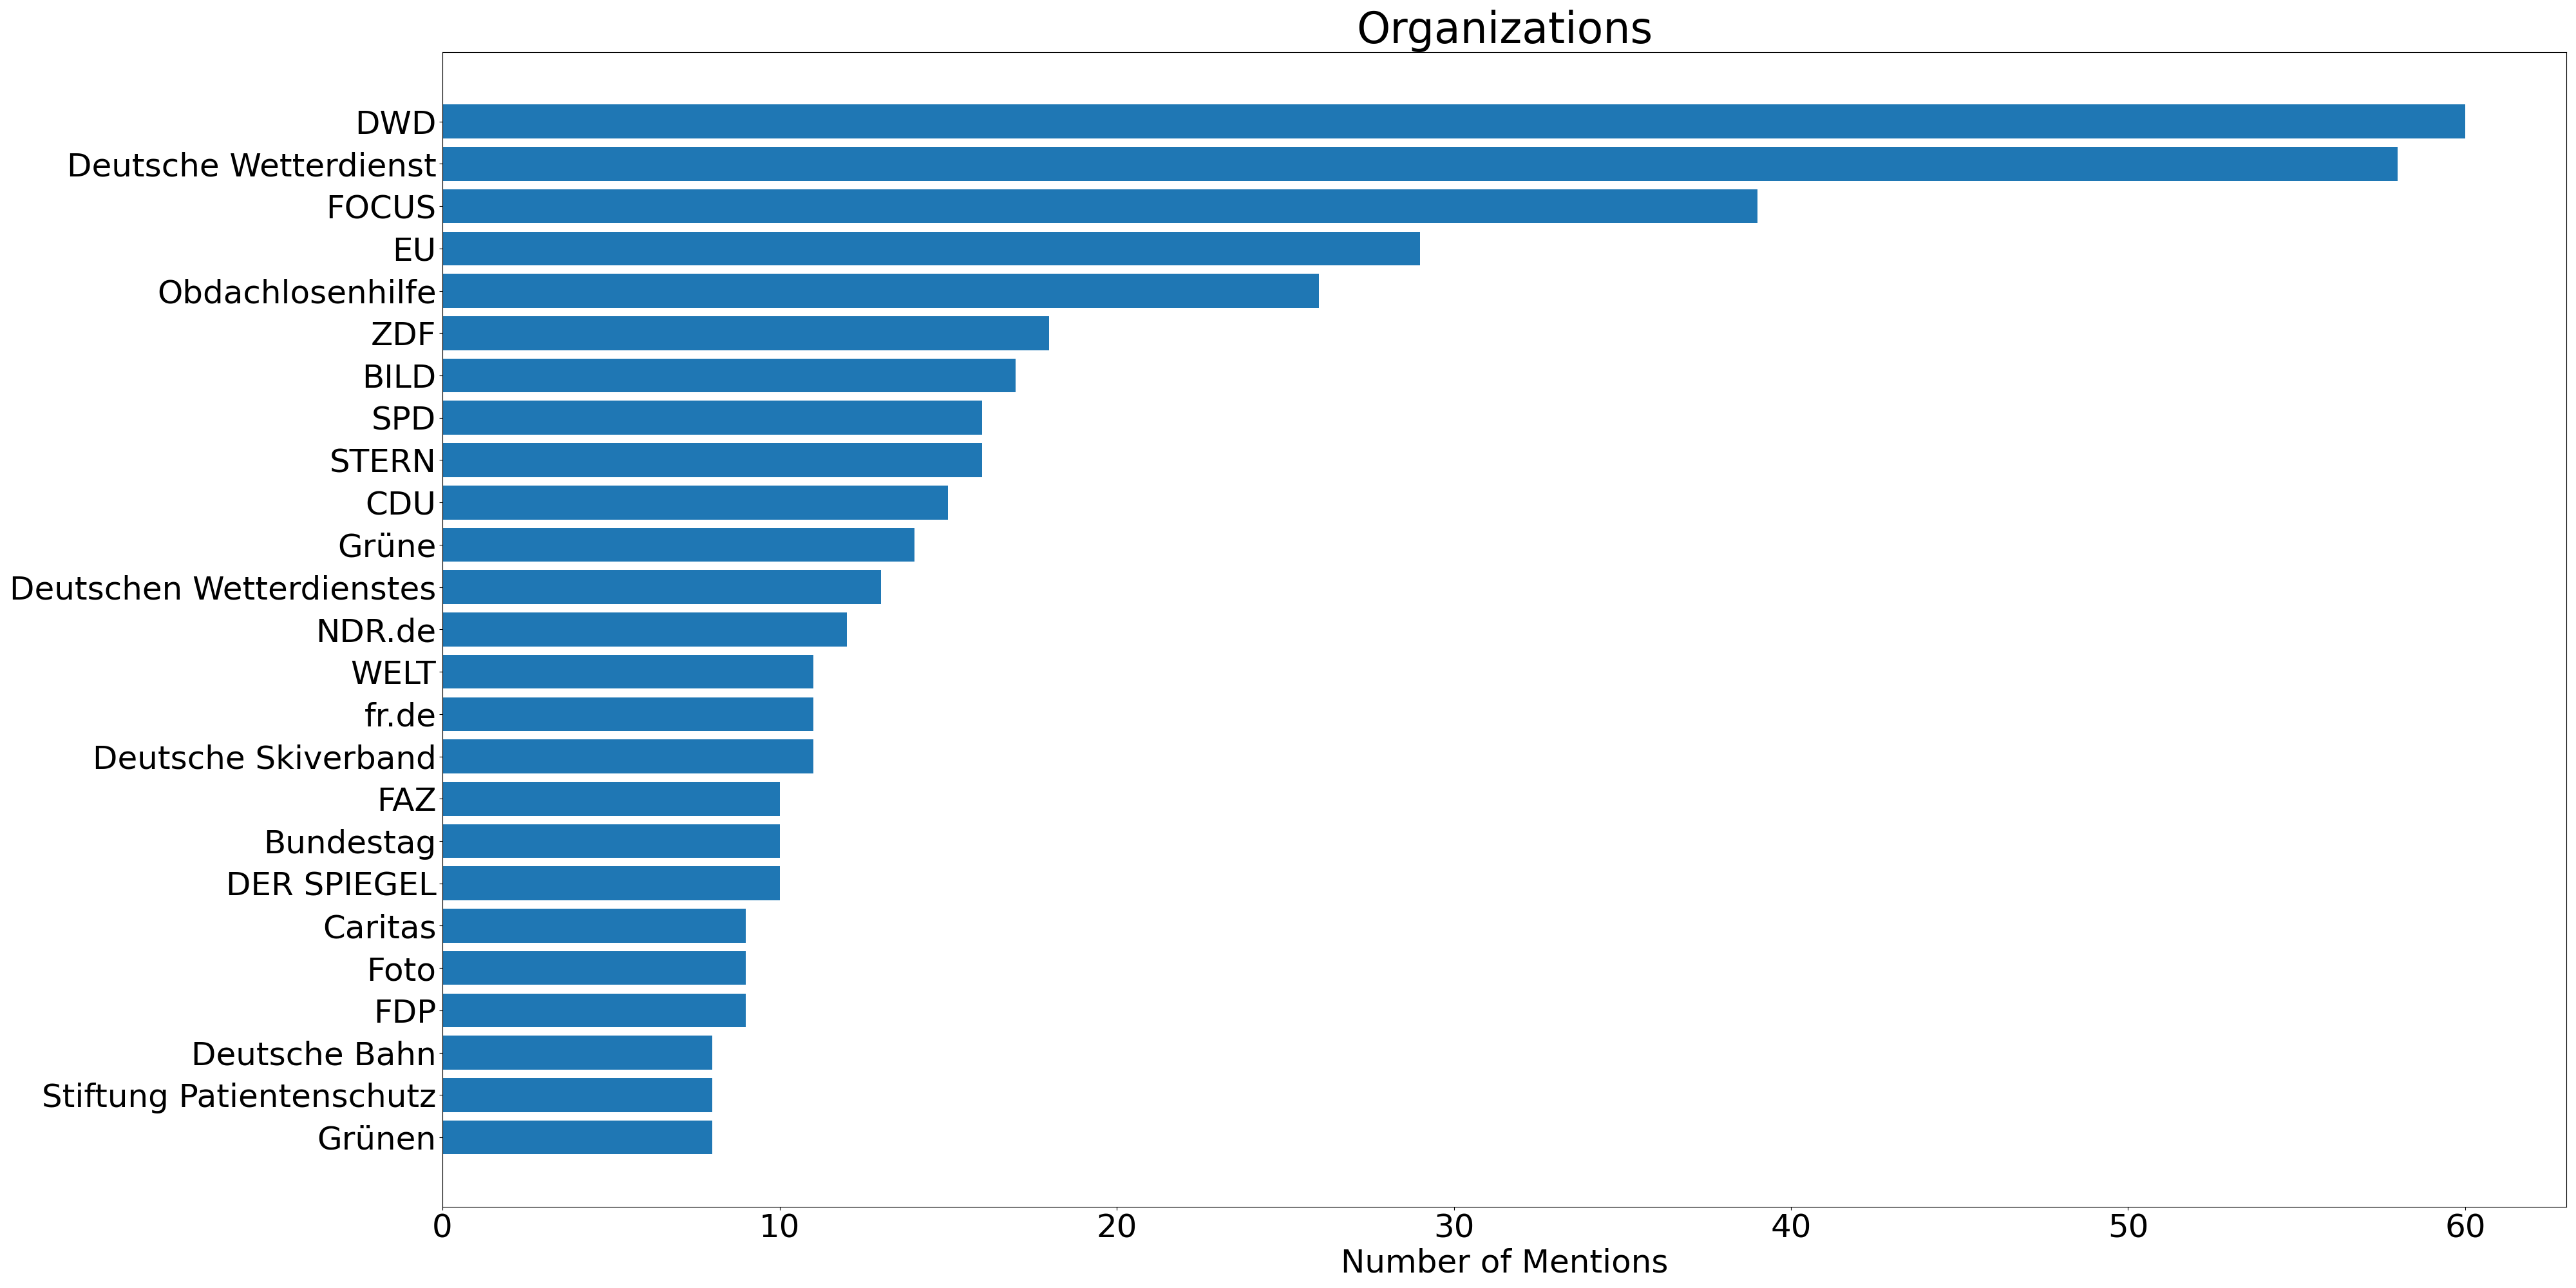 Organizations
DWD
Deutsche Wetterdienst
FOCUS
EU
Obdachlosenhilfe
ZDF
BILD
SPD
STERN
CDU
Grüne
Deutschen Wetterdienstes
NDR.de
WELT
fr.de
Deutsche Skiverband
FAZ
Bundestag
DER SPIEGEL
Caritas
Foto
FDP
Deutsche Bahn
Stiftung Patientenschutz
Grünen
0 10 20 30 40 50 60
Number of Mentions